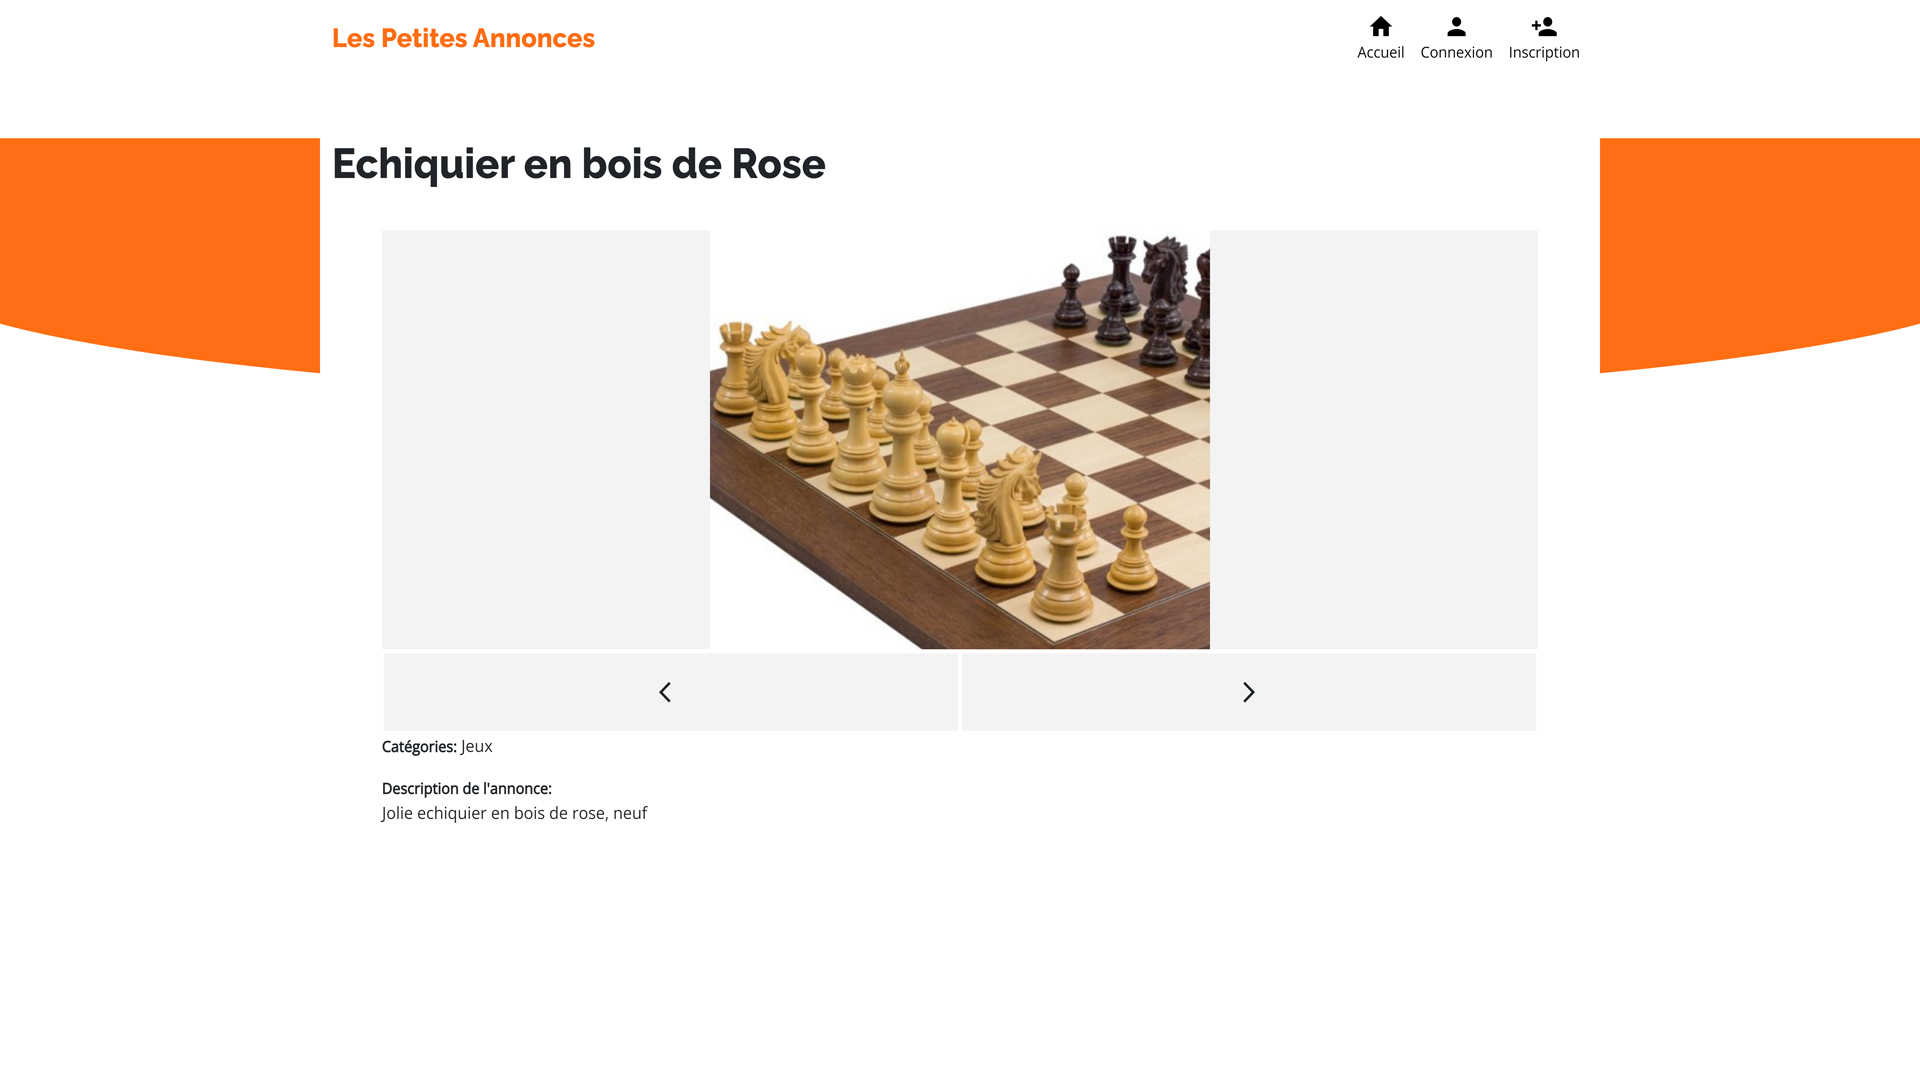 Les Petites Annonces
Accueil
Connexion
Inscription
Echiquier en bois de Rose
Catégories: Jeux
Description de l'annonce:
Jolie echiquier en bois de rose, neuf